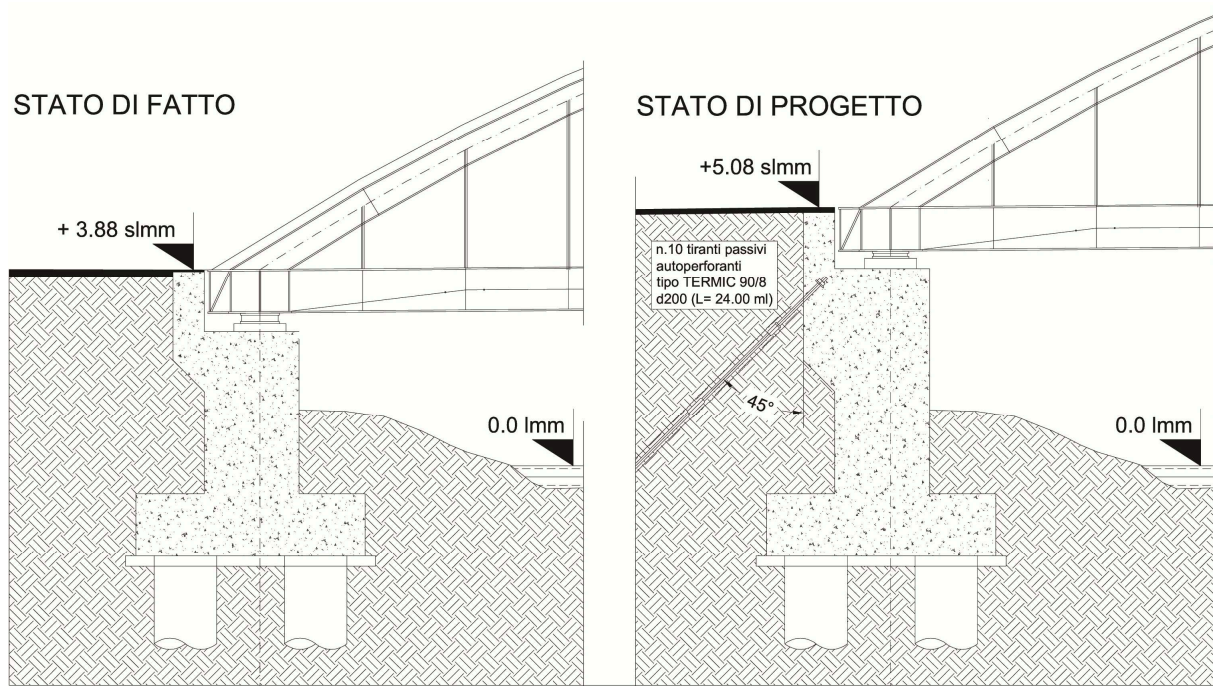 STATO DI FATTO
+ 3.88 slmm
0.0 lmm
STATO DI PROGETTO
+5.08 slmm
n.10 tiranti passivi
autoperforanti
tipo TERMIC 90/8
d200 (L= 24.00 ml)
45°
0.0 lmm